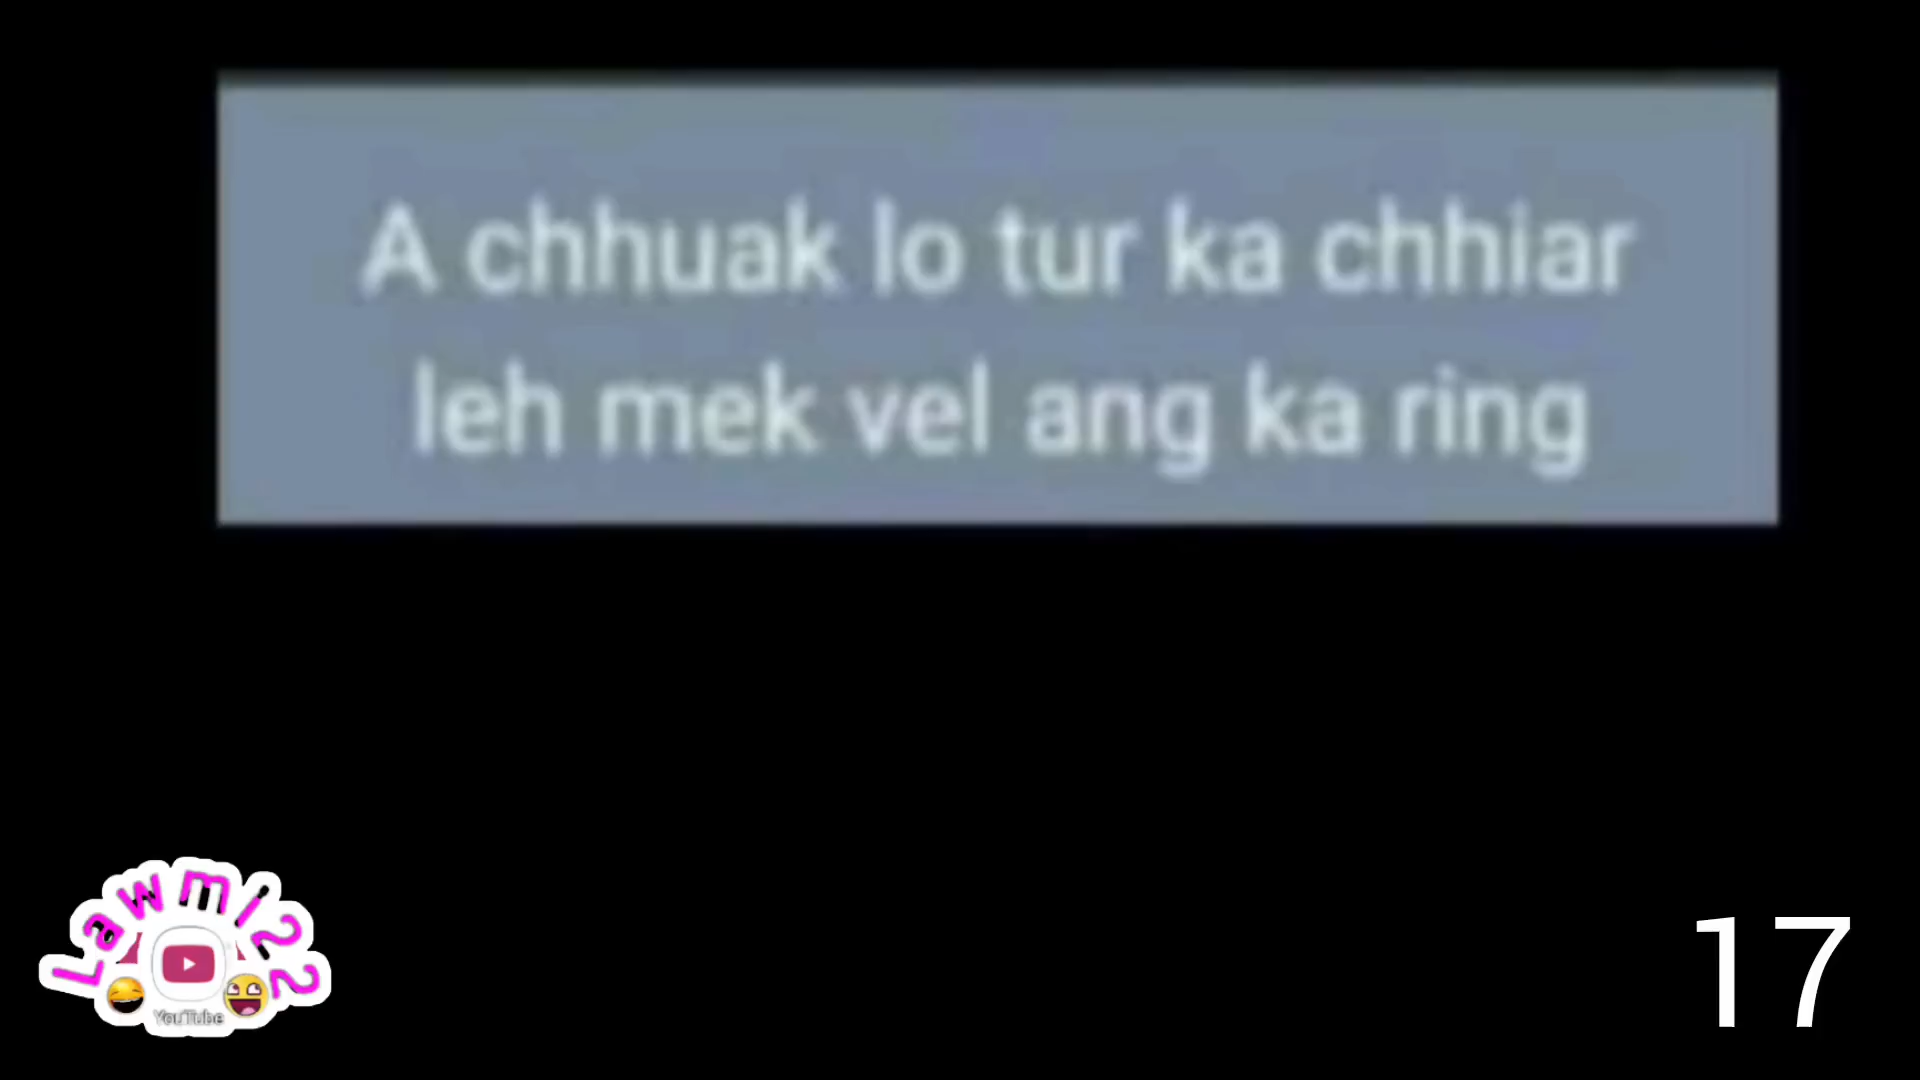 A chhuak lo tur ka chhiar
leh mek vel ang ka ring
Lawmi22
YouTube
17